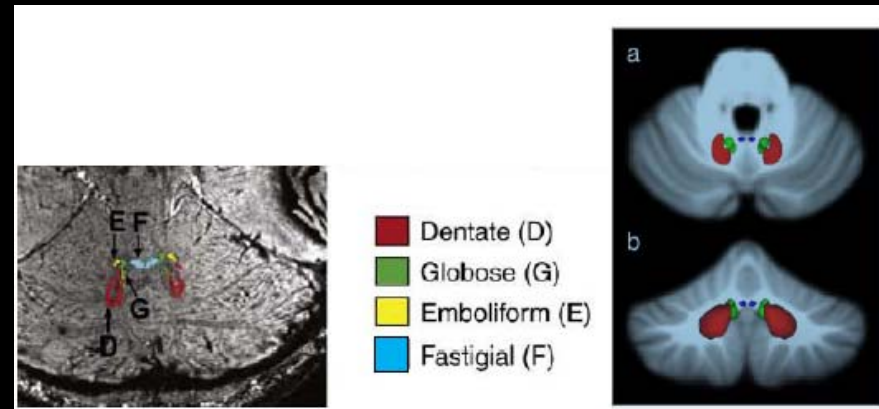 E F
G
D
Dentate (D)
Globose (G)
Emboliform (E)
Fastigial (F)
a
b